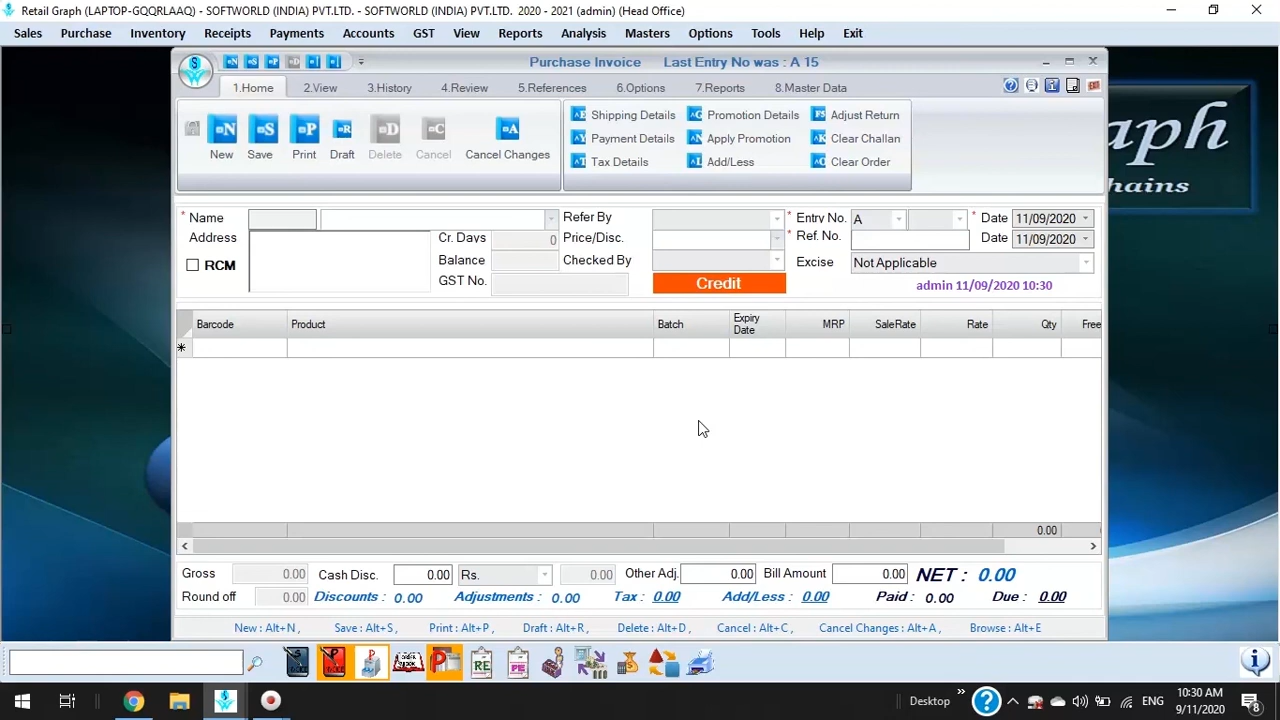 Retail Graph (LAPTOP-GQQRLAAQ) - SOFTWORLD (INDIA) PVT.LTD. - SOFTWORLD (INDIA) PVT.LTD. 2020 - 2021 (admin) (Head Office)
Sales Purchase Inventory Receipts Payments Accounts GST View Reports Analysis Masters Options Tools Help Exit
Purchase Invoice Last Entry No was : A 15
1.Home 2.View 3.History 4.Review 5.References 6.Options 7.Reports 8.Master Data
Shipping Details Promotion Details Adjust Return
Payment Details Apply Promotion Clear Challan
Tax Details Add/Less Clear Order
New Save Print Draft Delete Cancel Cancel Changes
* Name Refer By * Entry No. A * Date 11/09/2020
Address Cr. Days 0 Price/Disc. * Ref. No. Date 11/09/2020
RCM Balance Checked By Excise Not Applicable
GST No. Credit admin 11/09/2020 10:30
Barcode Product Batch Expiry Date MRP SaleRate Rate Qty Free
0.00
Gross 0.00 Cash Disc. 0.00 Rs. 0.00 Other Adj. 0.00 Bill Amount 0.00 NET : 0.00
Round off 0.00 Discounts : 0.00 Adjustments : 0.00 Tax : 0.00 Add/Less : 0.00 Paid : 0.00 Due : 0.00
New : Alt+N , Save : Alt+S , Print : Alt+P , Draft : Alt+R , Delete : Alt+D , Cancel : Alt+C , Cancel Changes : Alt+A , Browse : Alt+E
aph
hains
RE PE
Desktop ENG 10:30 AM
9/11/2020 8